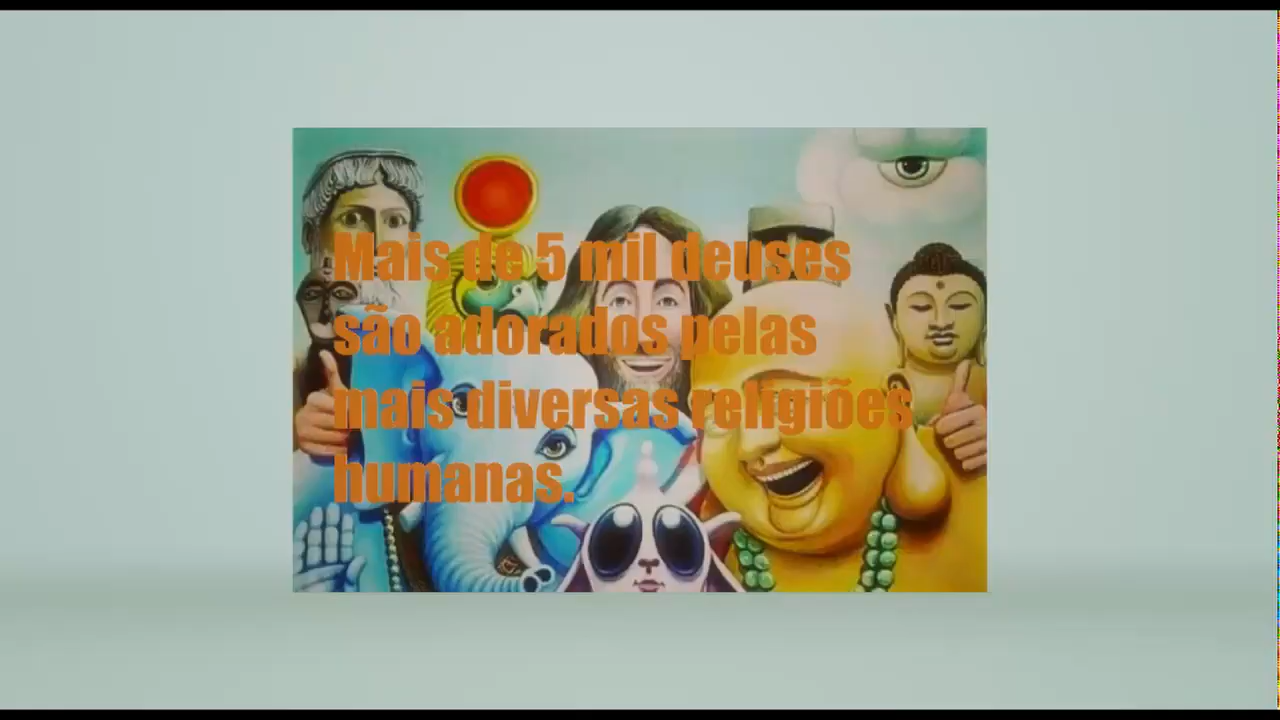 Mais de 5 mil deuses
são adorados pelas
mais diversas religiões
humanas.